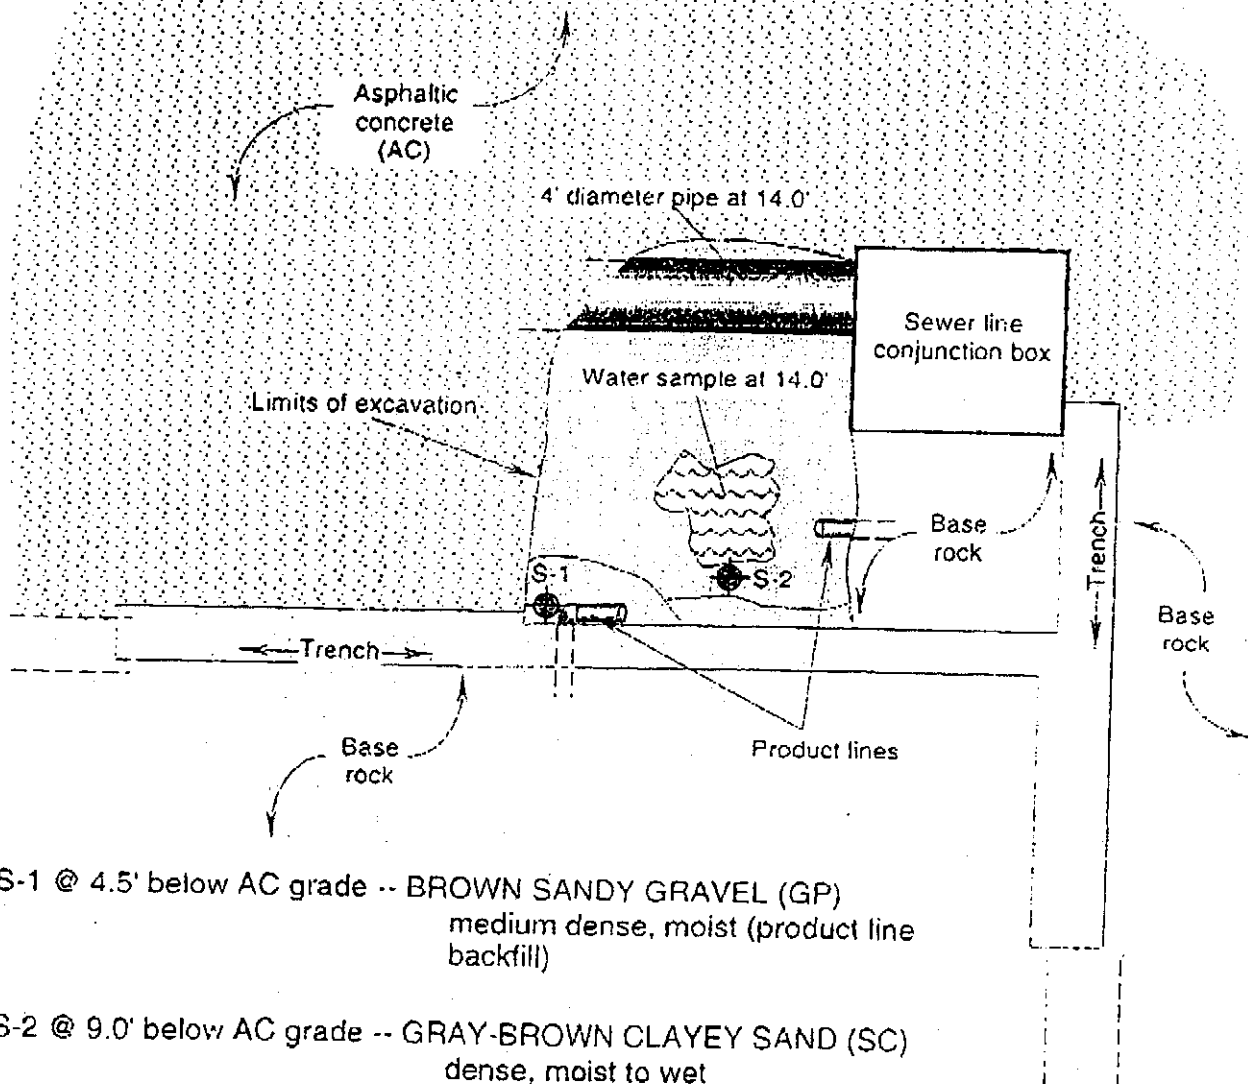 Asphaltic
concrete
(AC)
4' diameter pipe at 14.0'
Sewer line
conjunction box
Water sample at 14.0'
Limits of excavation
Base
rock
Trench
S-1
S-2
Base
rock
Trench
Product lines
Base
rock
S-1 @ 4.5' below AC grade -- BROWN SANDY GRAVEL (GP)
medium dense, moist (product line
backfill)
S-2 @ 9.0' below AC grade -- GRAY-BROWN CLAYEY SAND (SC)
dense, moist to wet